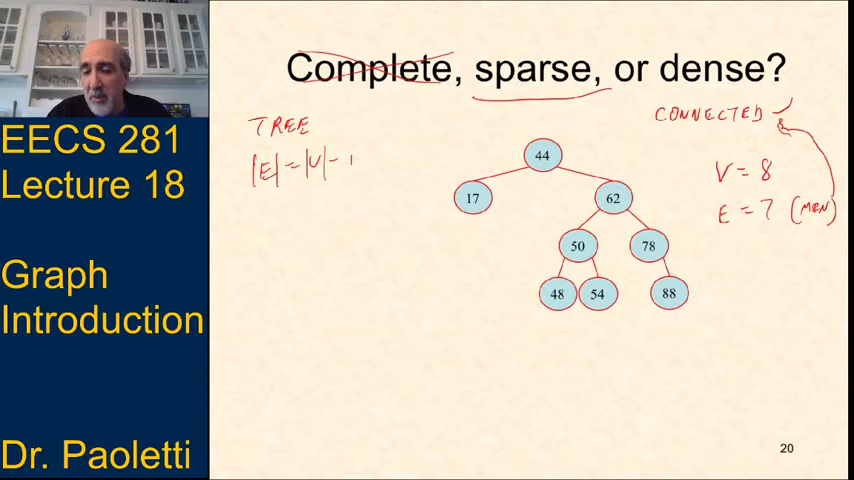 Complete, sparse, or dense?
EECS 281
Lecture 18
Graph
Introduction
Dr. Paoletti
TREE
|E| = |V| - 1
CONNECTED
V = 8
E = 7 (MIN)
44
17
62
50
78
48
54
88
20